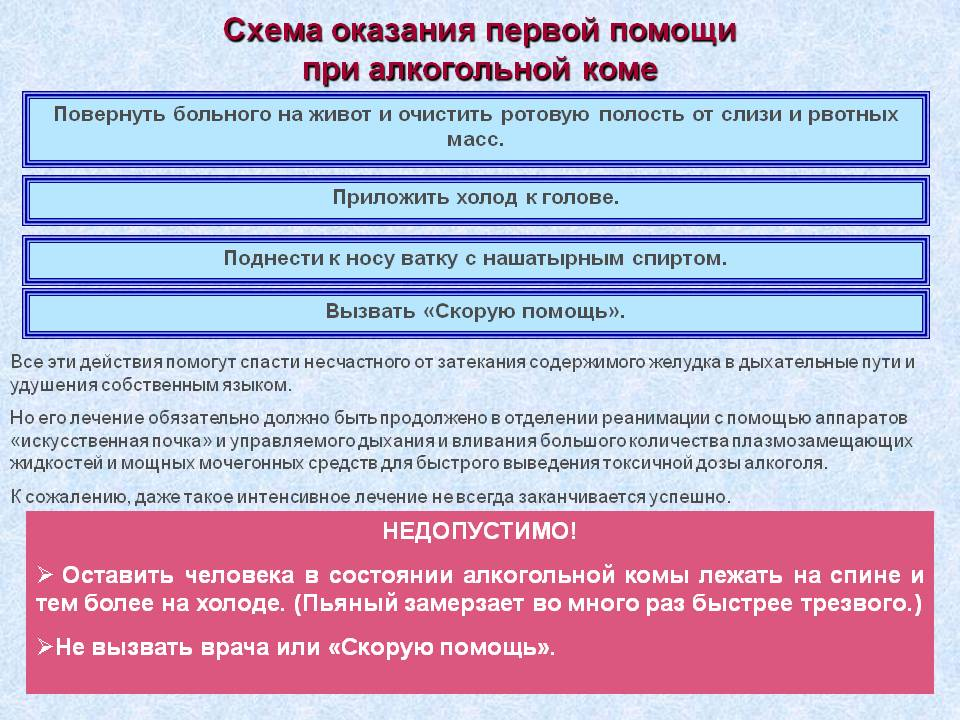 Схема оказания первой помощи
при алкогольной коме
Повернуть больного на живот и очистить ротовую полость от слизи и рвотных
масс.
Приложить холод к голове.
Поднести к носу ватку с нашатырным спиртом.
Вызвать «Скорую помощь».
Все эти действия помогут спасти несчастного от затекания содержимого желудка в дыхательные пути и
удушения собственным языком.
Но его лечение обязательно должно быть продолжено в отделении реанимации с помощью аппаратов
«искусственная почка» и управляемого дыхания и вливания большого количества плазмозамещающих
жидкостей и мощных мочегонных средств для быстрого выведения токсичной дозы алкоголя.
К сожалению, даже такое интенсивное лечение не всегда заканчивается успешно.
НЕДОПУСТИМО!
➢ Оставить человека в состоянии алкогольной комы лежать на спине и
тем более на холоде. (Пьяный замерзает во много раз быстрее трезвого.)
➢Не вызвать врача или «Скорую помощь».